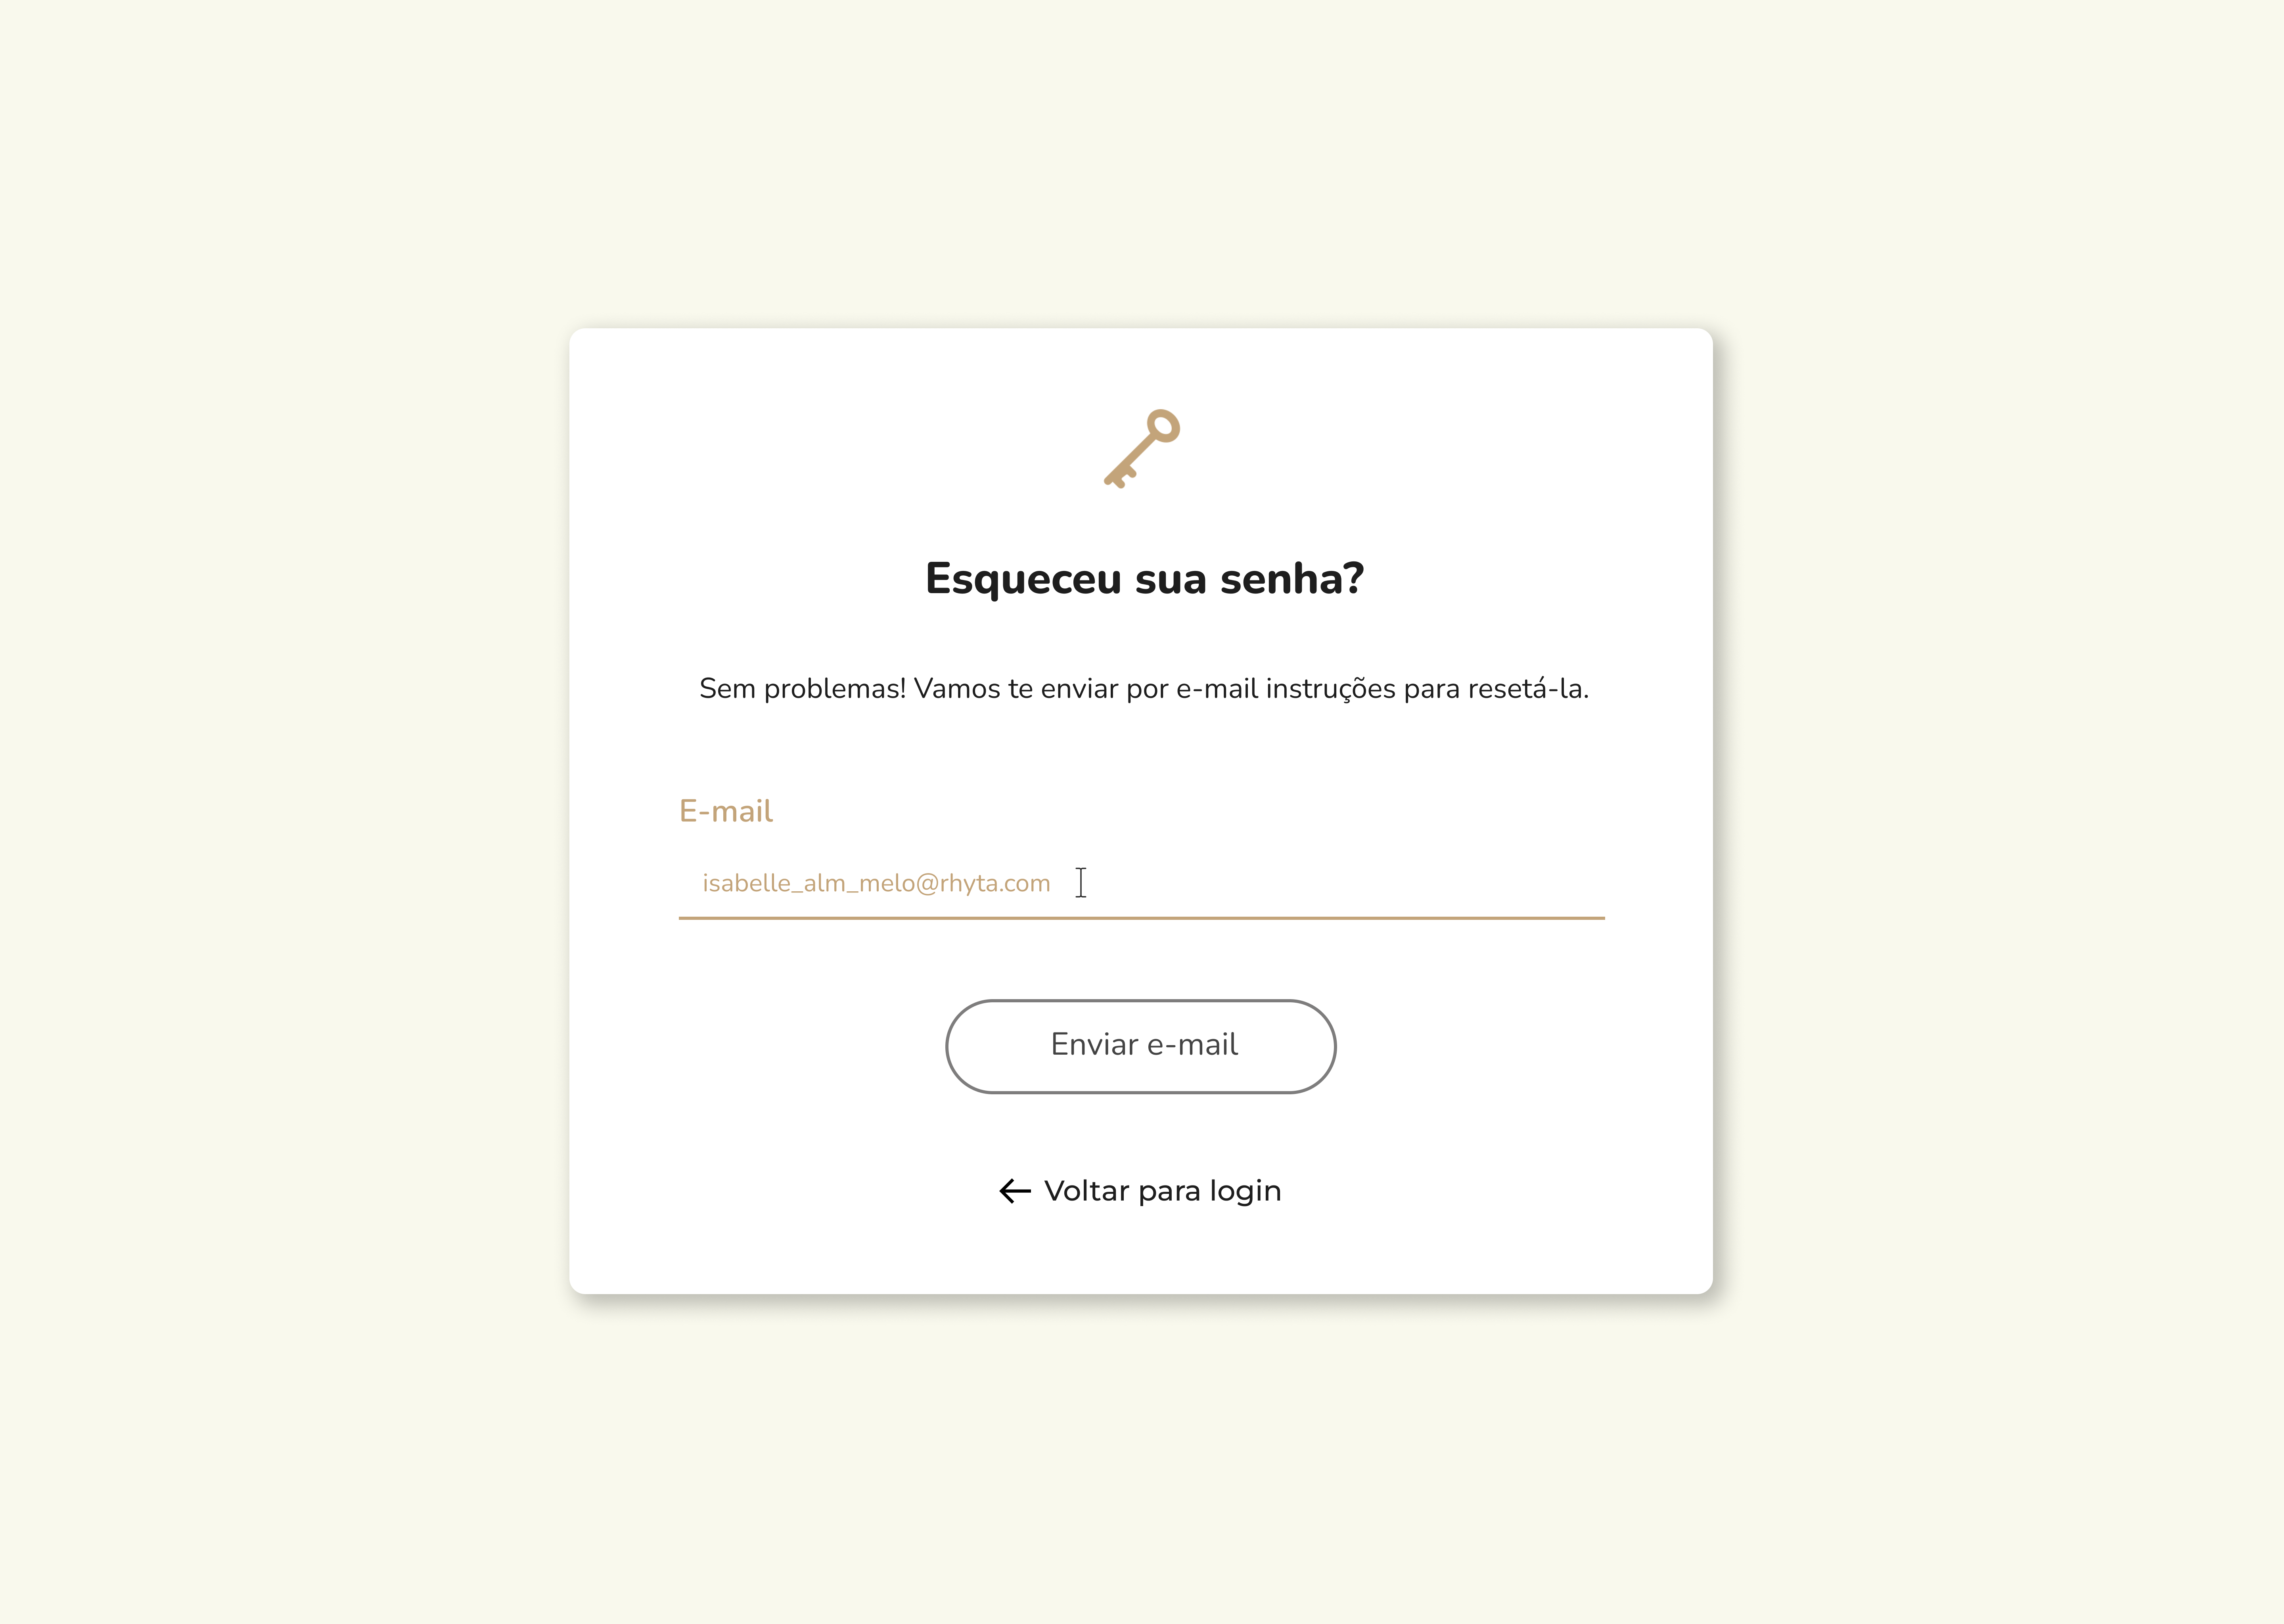 Esqueceu sua senha?
Sem problemas! Vamos te enviar por e-mail instruções para resetá-la.
E-mail
isabelle_alm_melo@rhyta.com
Enviar e-mail
Voltar para login